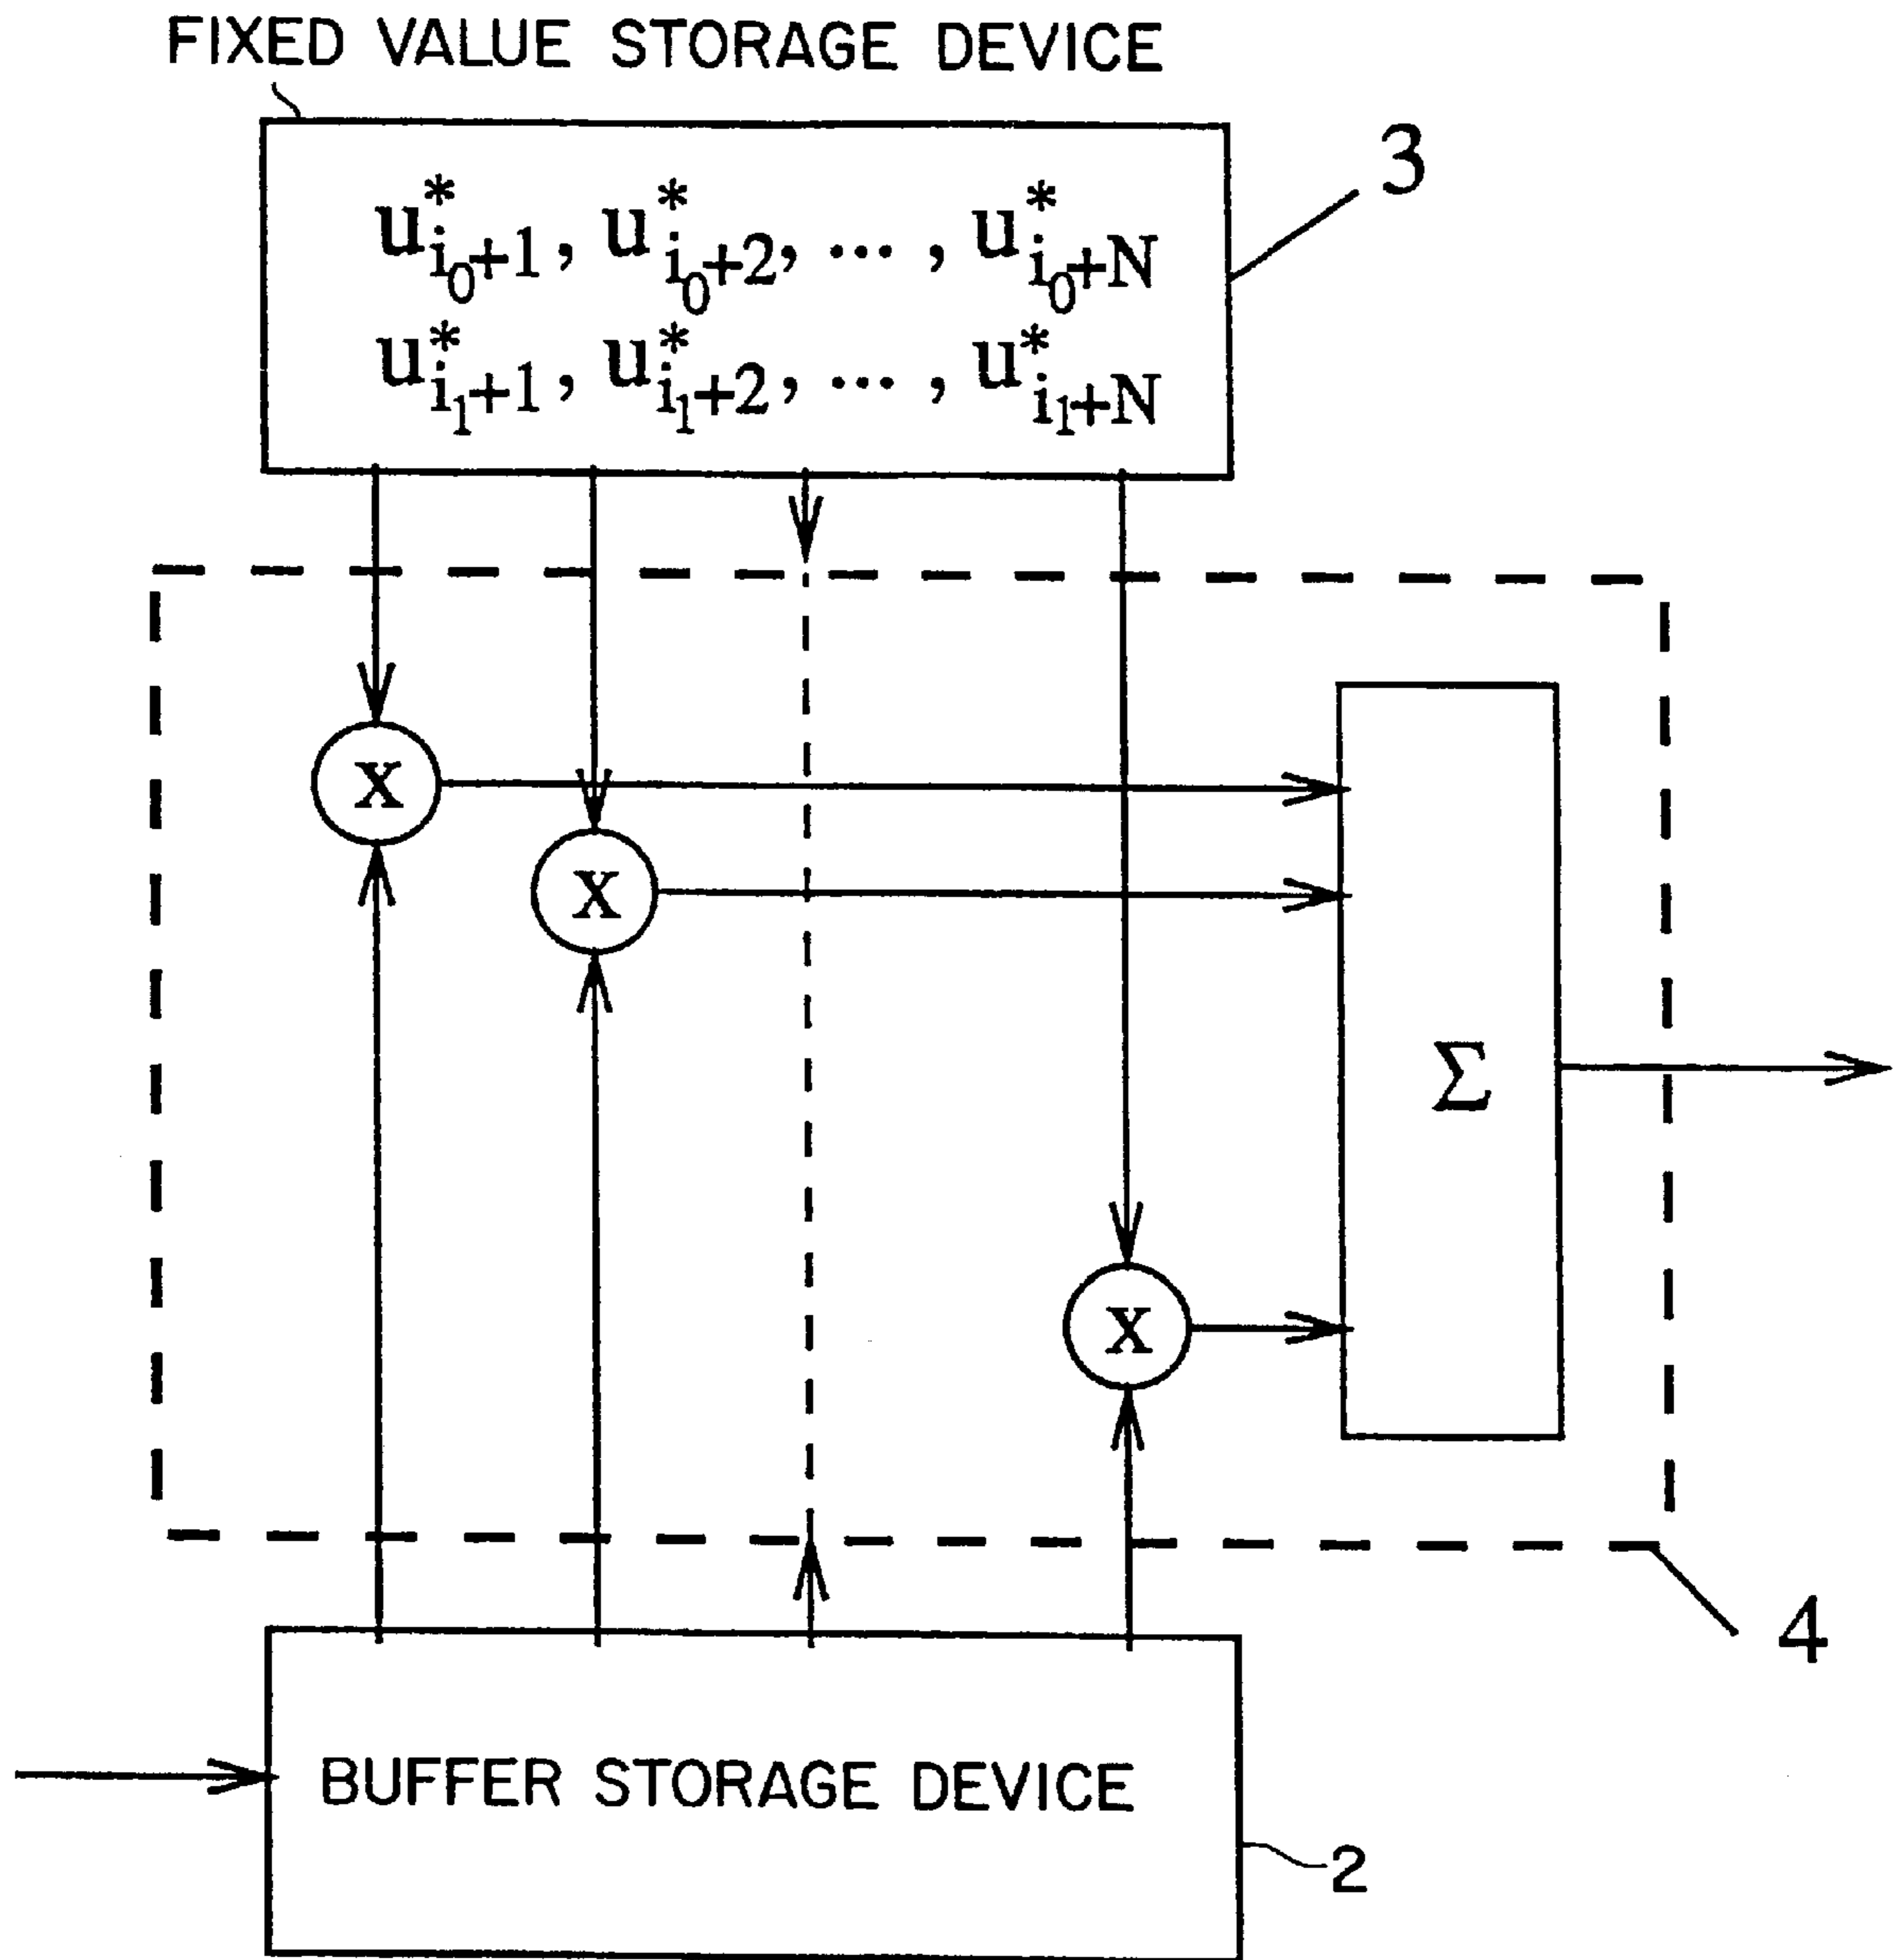 FIXED VALUE STORAGE DEVICE
3
u*i₀+1, u*i₀+2, ... , u*i₀+N
u*i₁+1, u*i₁+2, ... , u*i₁+N
X
X
Σ
X
4
BUFFER STORAGE DEVICE
2